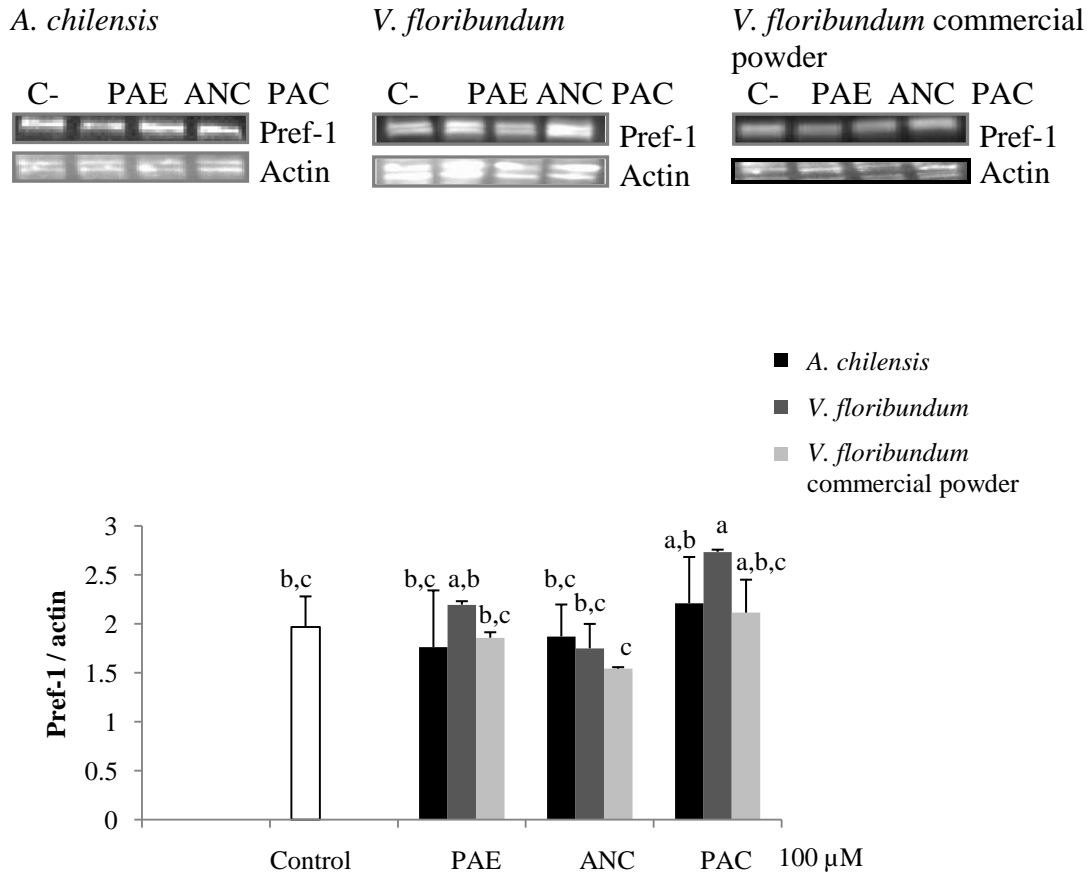 A. chilensis
C- PAE ANC PAC
Pref-1
Actin
V. floribundum
C- PAE ANC PAC
Pref-1
Actin
V. floribundum commercial
powder
C- PAE ANC PAC
Pref-1
Actin
A. chilensis
V. floribundum
V. floribundum
commercial powder
Pref-1 / actin
3
2.5
2
1.5
1
0.5
0
b,c
b,c
a,b
b,c
b,c
b,c
c
a,b
a
a,b,c
Control PAE ANC PAC 100 µM